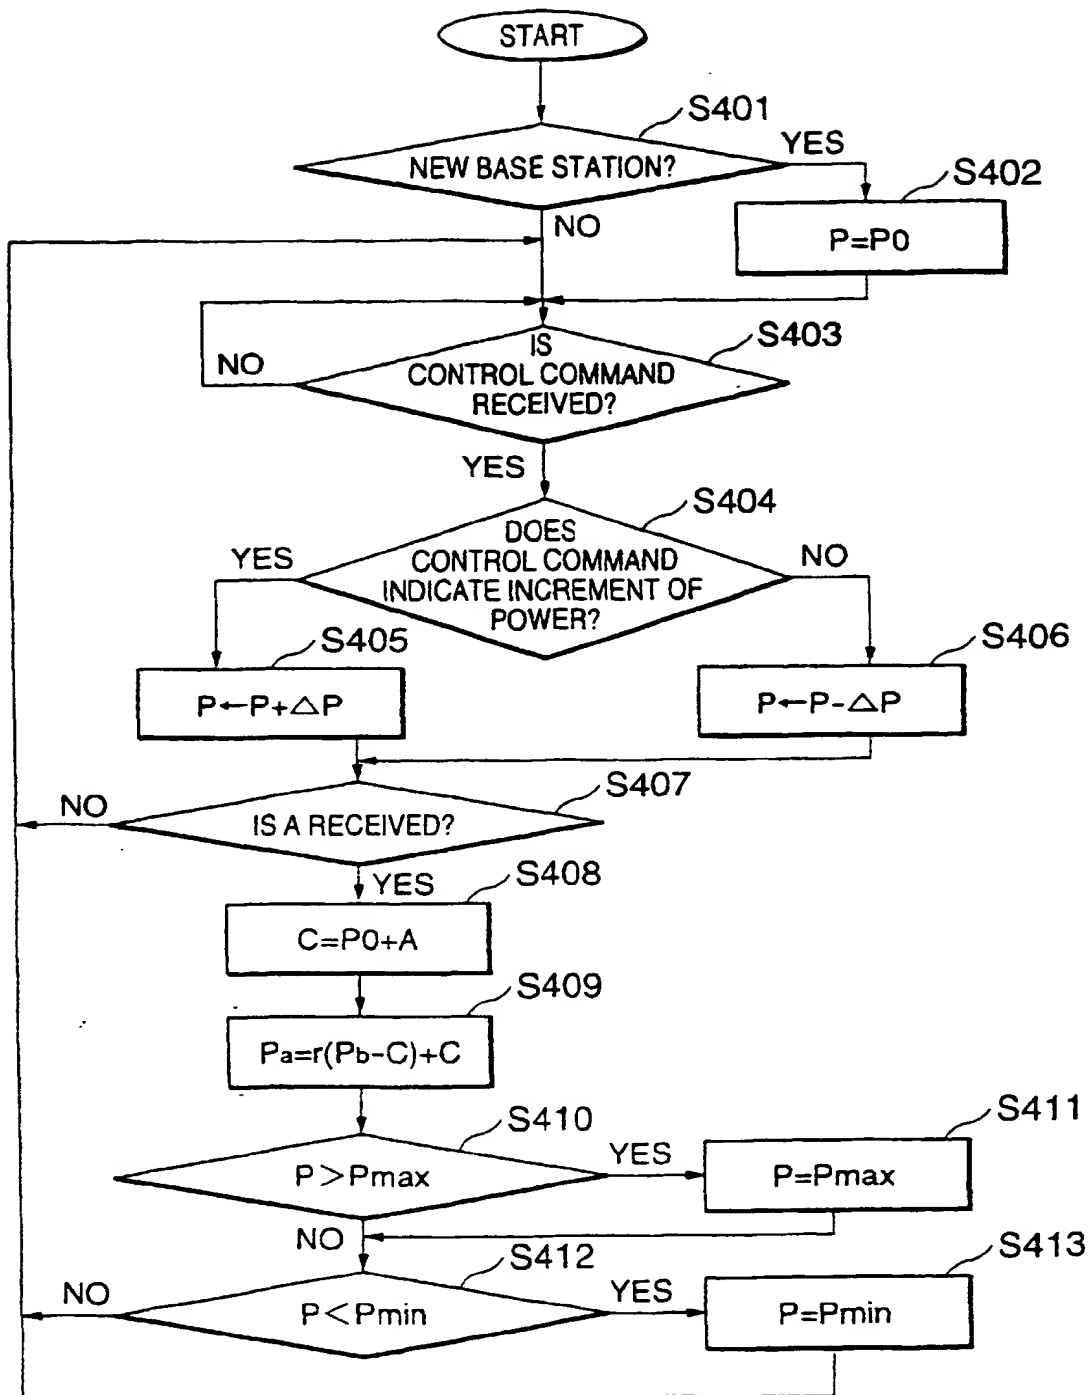 START
S401
NEW BASE STATION?
YES
S402
P=P0
NO
S403
IS
CONTROL COMMAND
RECEIVED?
NO
YES
S404
DOES
CONTROL COMMAND
INDICATE INCREMENT OF
POWER?
YES
NO
S405
P←P+△P
S406
P←P-△P
S407
IS A RECEIVED?
NO
YES
S408
C=P0+A
S409
Pa=r(Pb-C)+C
S410
P>Pmax
YES
S411
P=Pmax
NO
S412
P<Pmin
NO
YES
S413
P=Pmin